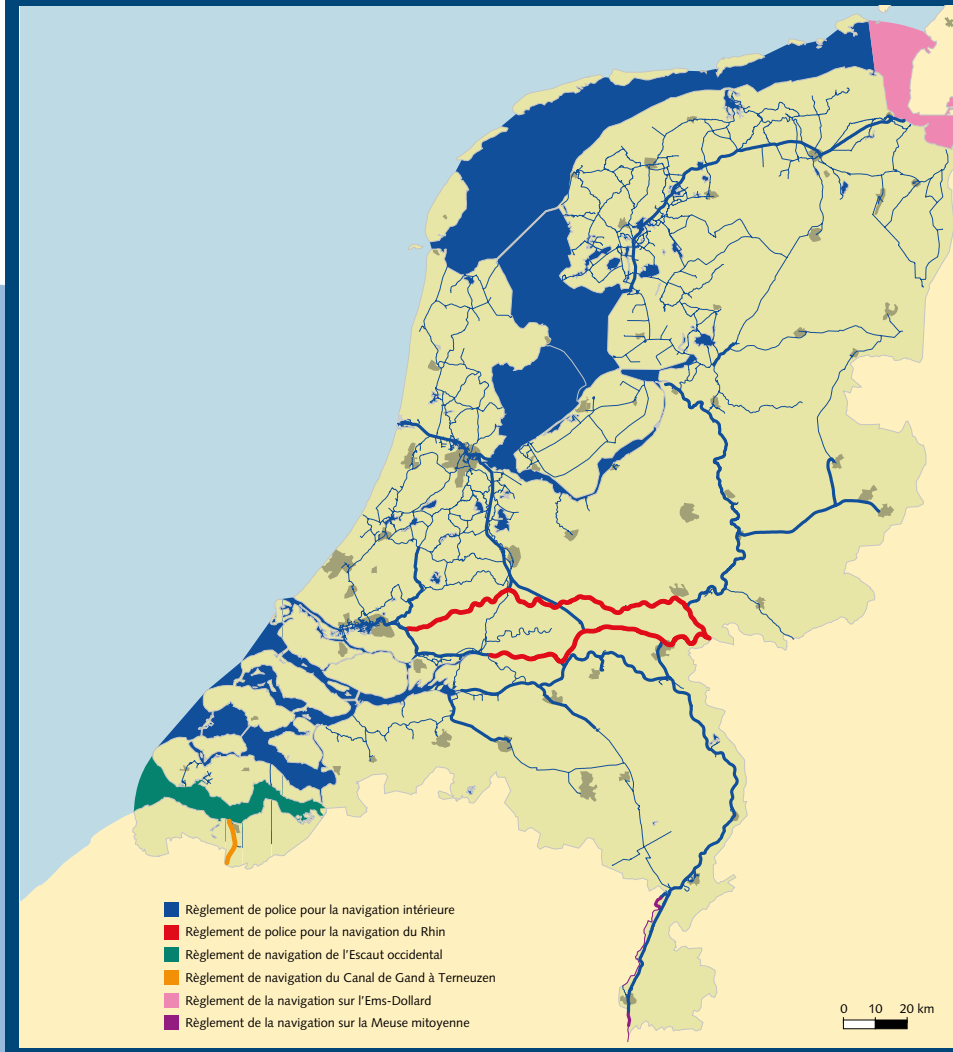 Règlement de police pour la navigation intérieure
Règlement de police pour la navigation du Rhin
Règlement de navigation de l'Escaut occidental
Règlement de navigation du Canal de Gand à Terneuzen
Règlement de la navigation sur l'Ems-Dollard
Règlement de la navigation sur la Meuse mitoyenne
0 10 20 km